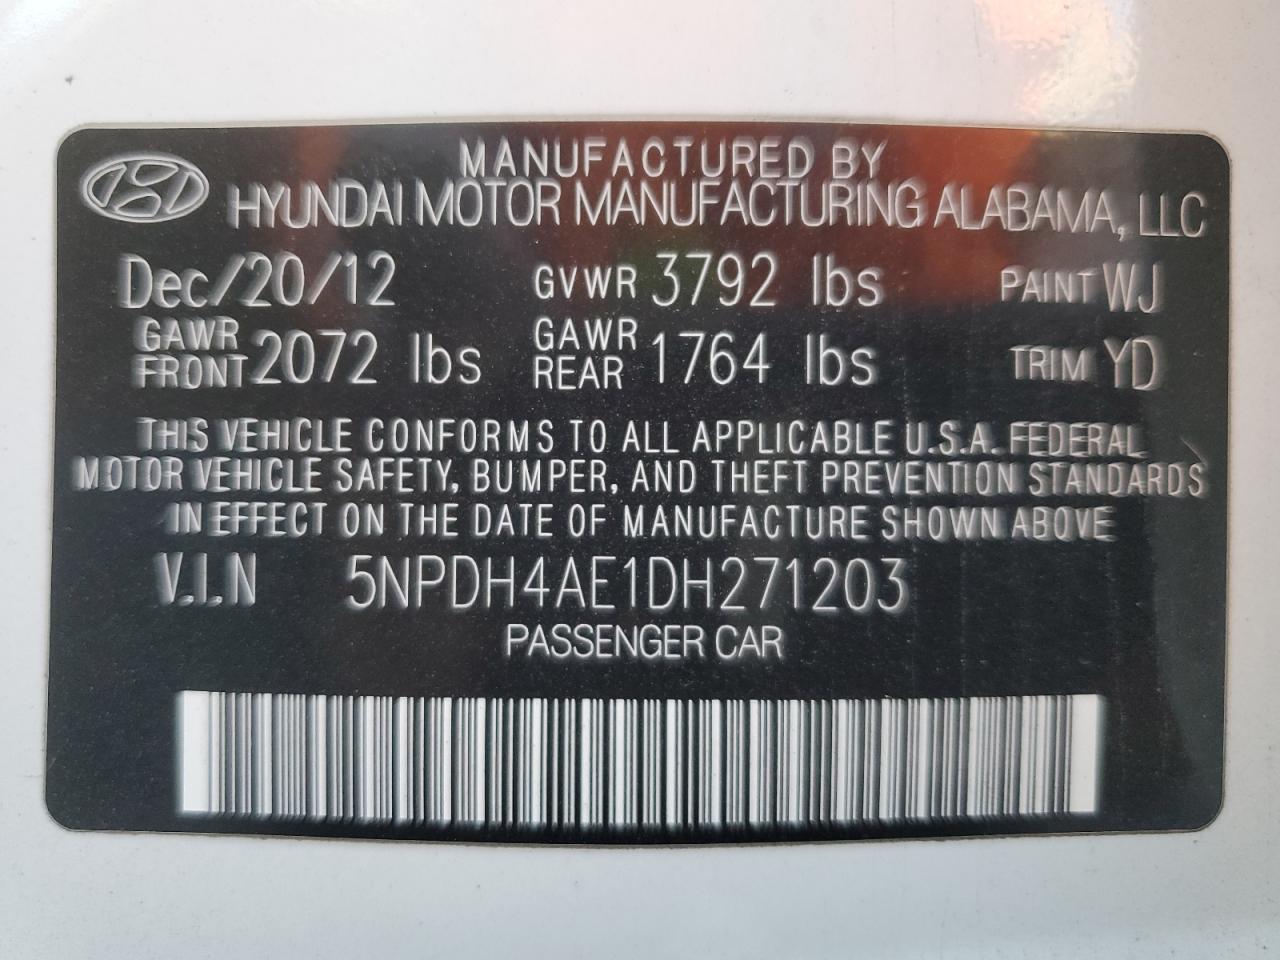 MANUFACTURED BY
HYUNDAI MOTOR MANUFACTURING ALABAMA, LLC
Dec/20/12 GVWR 3792 lbs PAINT WJ
GAWR FRONT 2072 lbs GAWR REAR 1764 lbs TRIM YD
THIS VEHICLE CONFORMS TO ALL APPLICABLE U.S.A. FEDERAL
MOTOR VEHICLE SAFETY, BUMPER, AND THEFT PREVENTION STANDARDS
IN EFFECT ON THE DATE OF MANUFACTURE SHOWN ABOVE
V.I.N 5NPDH4AE1DH271203
PASSENGER CAR